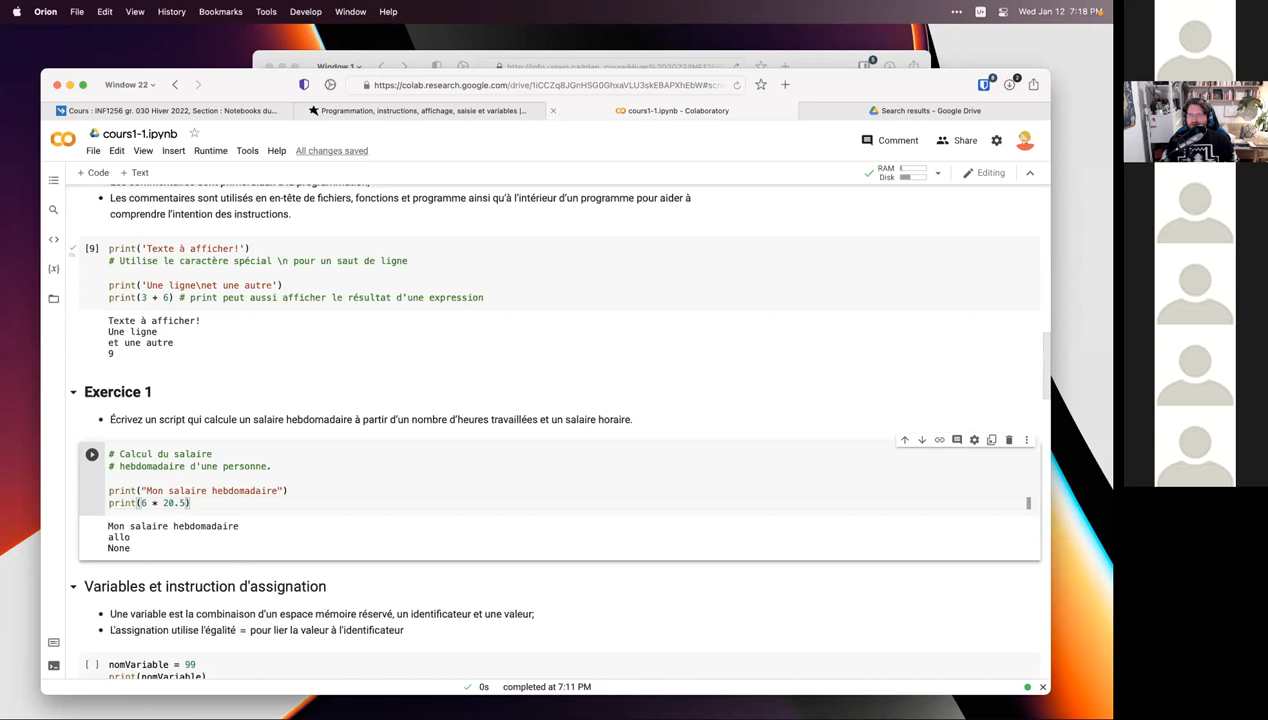 Orion File Edit View History Bookmarks Tools Develop Window Help Wed Jan 12 7:18 PM
Window 1
Window 22 https://colab.research.google.com/drive/1iCCZq8JGnHSG0GhxaVLU3skEBAPXhEbW#scro
Cours : INF1256 gr. 030 Hiver 2022, Section : Notebooks du... Programmation, instructions, affichage, saisie et variables |... cours1-1.ipynb - Colaboratory Search results - Google Drive
cours1-1.ipynb
Comment Share
File Edit View Insert Runtime Tools Help All changes saved
+ Code + Text RAM Disk Editing
Les commentaires sont primordiaux à la programmation;
• Les commentaires sont utilisés en en-tête de fichiers, fonctions et programme ainsi qu'à l'intérieur d'un programme pour aider à
comprendre l'intention des instructions.
[9] print('Texte à afficher!')
# Utilise le caractère spécial \n pour un saut de ligne
print('Une ligne\net une autre')
print(3 + 6) # print peut aussi afficher le résultat d'une expression
0s
Texte à afficher!
Une ligne
et une autre
9
Exercice 1
• Écrivez un script qui calcule un salaire hebdomadaire à partir d'un nombre d'heures travaillées et un salaire horaire.
# Calcul du salaire
# hebdomadaire d'une personne.
print("Mon salaire hebdomadaire")
print(6 * 20.5)
Mon salaire hebdomadaire
allo
None
Variables et instruction d'assignation
• Une variable est la combinaison d'un espace mémoire réservé, un identificateur et une valeur;
• L'assignation utilise l'égalité = pour lier la valeur à l'identificateur
[ ] nomVariable = 99
print(nomVariable)
0s completed at 7:11 PM